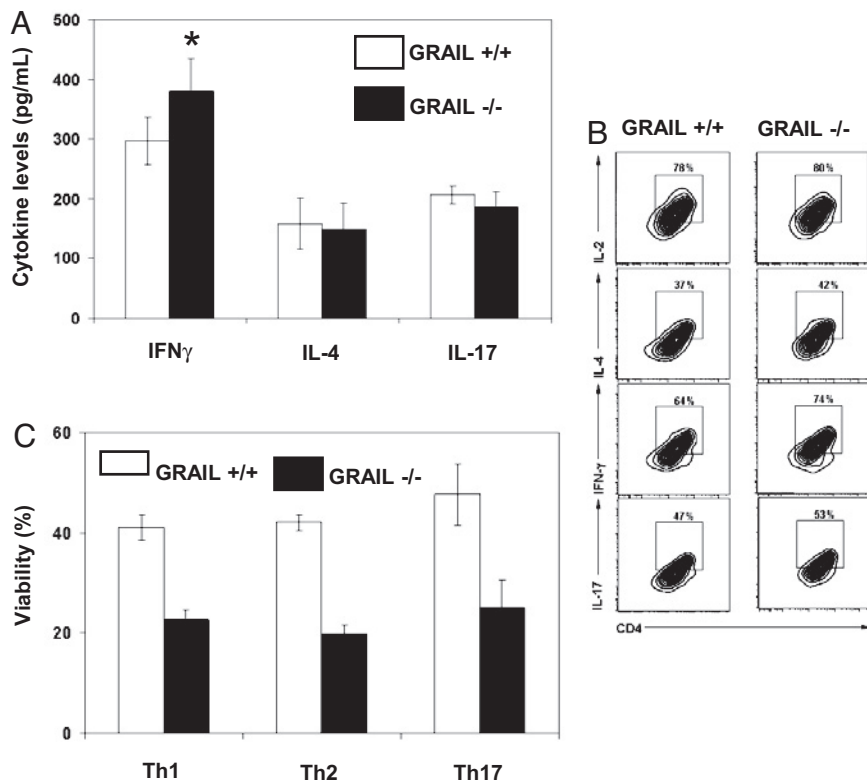 A
Cytokine levels (pg/mL)
500
400
300
200
100
0
*
GRAIL +/+
GRAIL -/-
IFNγ IL-4 IL-17
B
GRAIL +/+ GRAIL -/-
IL-2
78% 80%
IL-4
37% 42%
IFN-γ
64% 74%
IL-17
47% 53%
CD4
C
Viability (%)
60
40
20
0
GRAIL +/+ GRAIL -/-
Th1 Th2 Th17